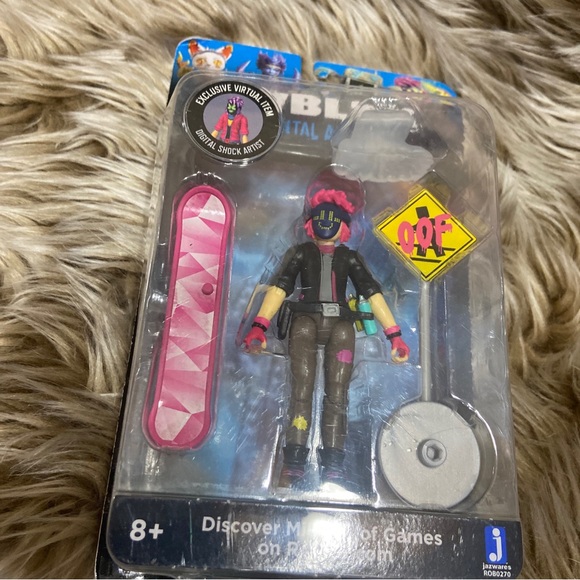 EXCLUSIVE VIRTUAL ITEM
DIGITAL SHOCK ARTIST
OOF
8+
Discover of Games
on
j
jazwares
ROB0270